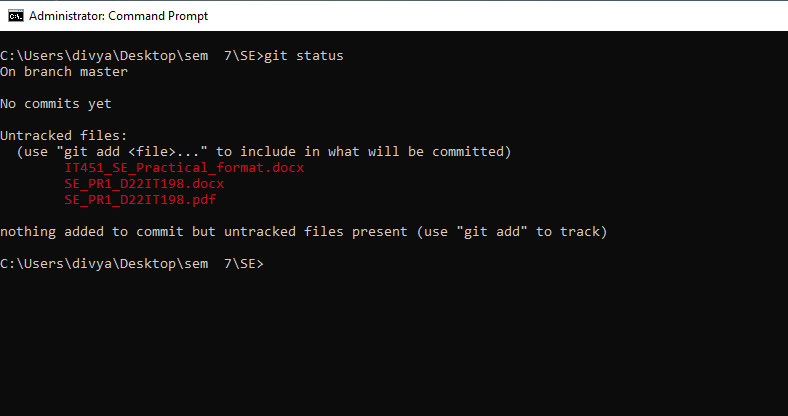 Administrator: Command Prompt
C:\Users\divya\Desktop\sem  7\SE>git status
On branch master
No commits yet
Untracked files:
  (use "git add <file>..." to include in what will be committed)
        IT451_SE_Practical_format.docx
        SE_PR1_D22IT198.docx
        SE_PR1_D22IT198.pdf
nothing added to commit but untracked files present (use "git add" to track)
C:\Users\divya\Desktop\sem  7\SE>